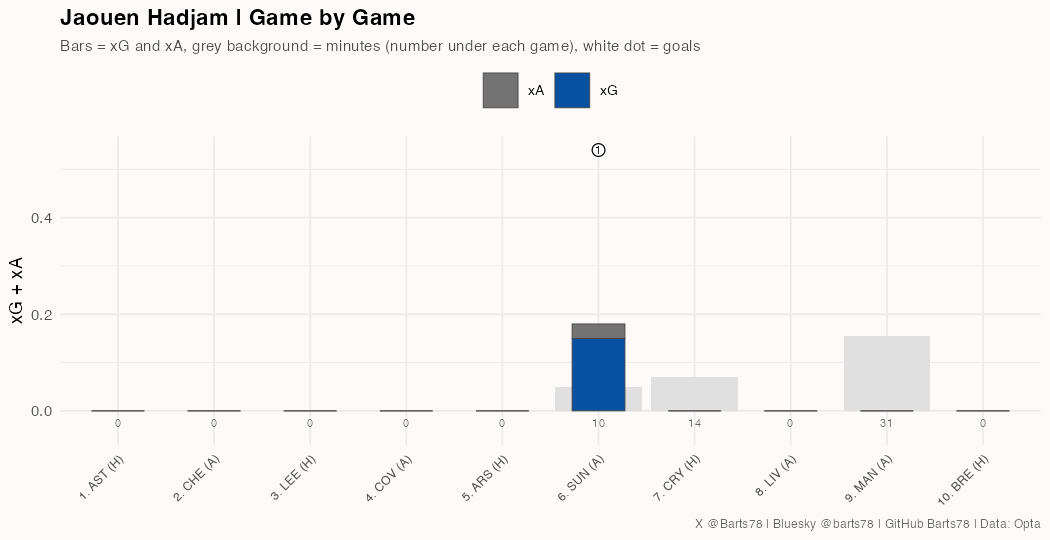 Jaouen Hadjam | Game by Game
Bars = xG and xA, grey background = minutes (number under each game), white dot = goals
xA xG
1
xG + xA
0.4
0.2
0.0
0 0 0 0 0 10 14 0 31 0
1. AST (H) 2. CHE (A) 3. LEE (H) 4. COV (A) 5. ARS (H) 6. SUN (A) 7. CRY (H) 8. LIV (A) 9. MAN (A) 10. BRE (H)
X @Barts78 | Bluesky @barts78 | GitHub Barts78 | Data: Opta